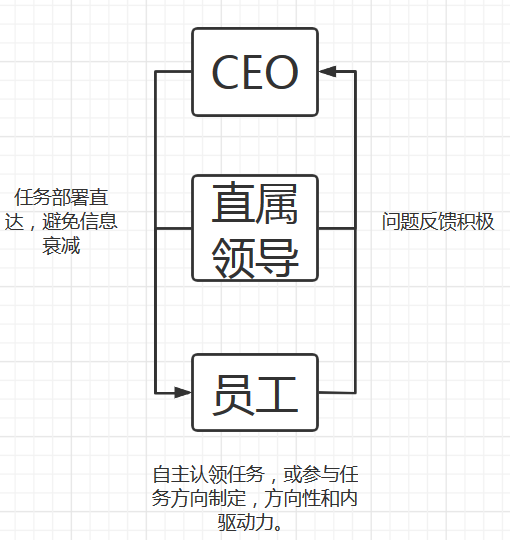 CEO
任务部署直
达，避免信息
衰减
直属
领导
问题反馈积极
员工
自主认领任务，或参与任
务方向制定，方向性和内
驱动力。